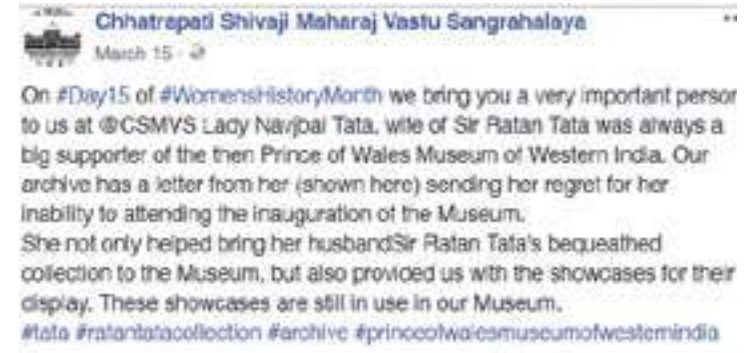 Chhatrapati Shivaji Maharaj Vastu Sangrahalaya
March 15
On #Day15 of #WomensHistoryMonth we bring you a very important person
to us at @CSMVS Lady Navjbai Tata, wife of Sir Ratan Tata was always a
big supporter of the then Prince of Wales Museum of Western India. Our
archive has a letter from her (shown here) sending her regret for her
inability to attending the inauguration of the Museum.
She not only helped bring her husbandSir Ratan Tata's bequeathed
collection to the Museum, but also provided us with the showcases for their
display. These showcases are still in use in our Museum.
#tata #ratantatacollection #archive #princeofwalesmuseumofwesternindia